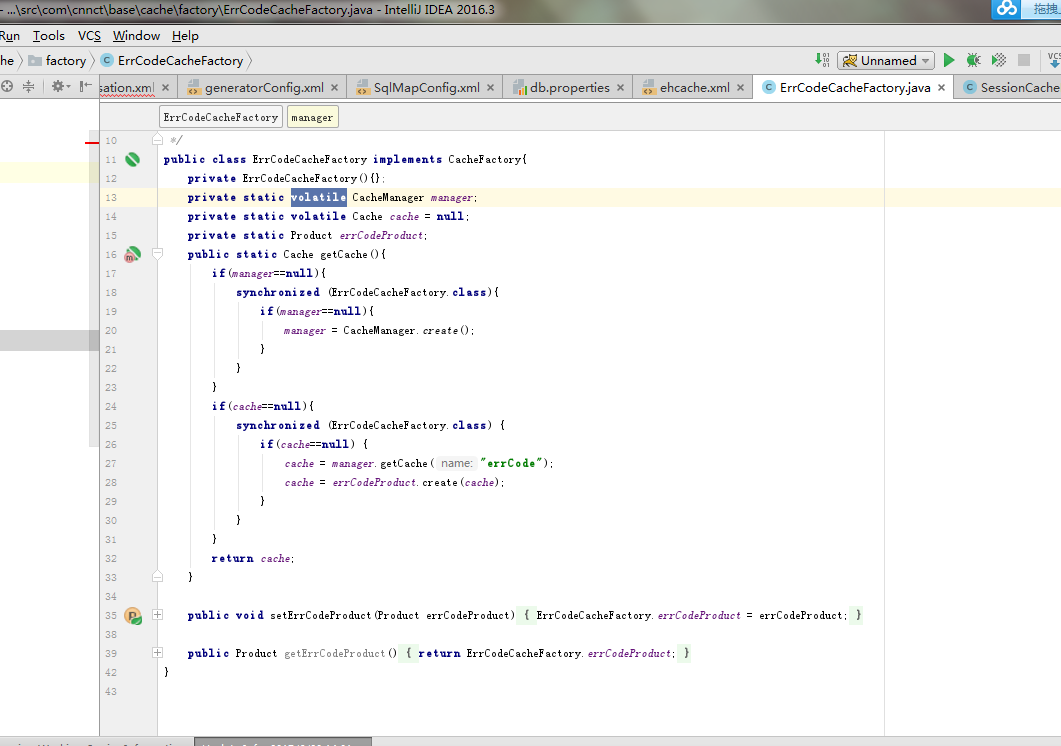 - ...\src\com\cnnct\base\cache\factory\ErrCodeCacheFactory.java - IntelliJ IDEA 2016.3
拖拽上
Run Tools VCS Window Help
he factory ErrCodeCacheFactory Unnamed VCS
sation.xml generatorConfig.xml SqlMapConfig.xml db.properties ehcache.xml ErrCodeCacheFactory.java SessionCache
ErrCodeCacheFactory manager
10 */
11 public class ErrCodeCacheFactory implements CacheFactory{
12 private ErrCodeCacheFactory(){};
13 private static volatile CacheManager manager;
14 private static volatile Cache cache = null;
15 private static Product errCodeProduct;
16 public static Cache getCache(){
17 if(manager==null){
18 synchronized (ErrCodeCacheFactory.class){
19 if(manager==null){
20 manager = CacheManager.create();
21 }
22 }
23 }
24 if(cache==null){
25 synchronized (ErrCodeCacheFactory.class) {
26 if(cache==null) {
27 cache = manager.getCache( name: "errCode");
28 cache = errCodeProduct.create(cache);
29 }
30 }
31 }
32 return cache;
33 }
34
35 public void setErrCodeProduct(Product errCodeProduct) { ErrCodeCacheFactory.errCodeProduct = errCodeProduct; }
38
39 public Product getErrCodeProduct() { return ErrCodeCacheFactory.errCodeProduct; }
42 }
43